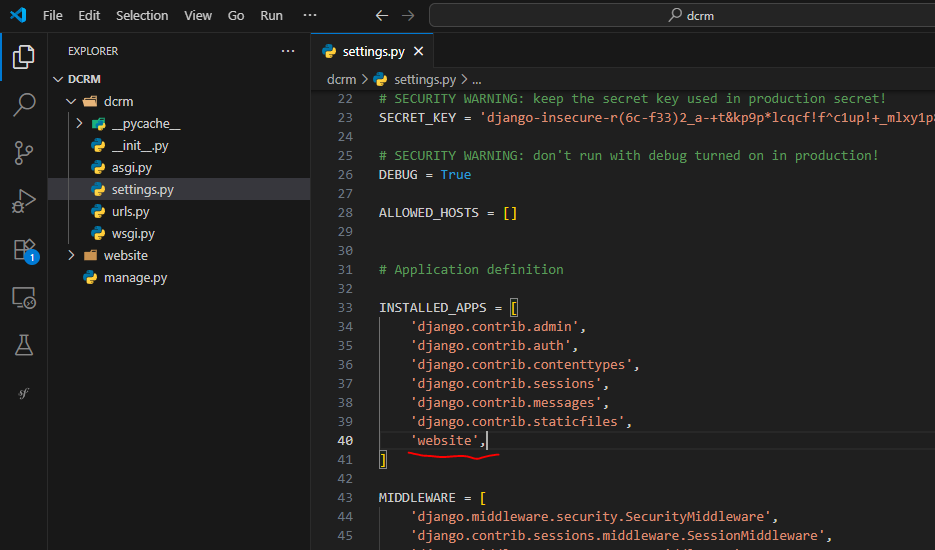 File Edit Selection View Go Run ··· ← → dcrm
EXPLORER ···
settings.py ×
DCRM
dcrm > settings.py > ...
dcrm
__pycache__
__init__.py
asgi.py
settings.py
urls.py
wsgi.py
website
manage.py
1
22 # SECURITY WARNING: keep the secret key used in production secret!
23 SECRET_KEY = 'django-insecure-r(6c-f33)2_a-+t&kp9p*lcqcf!f^c1up!+_mlxy1p
24
25 # SECURITY WARNING: don't run with debug turned on in production!
26 DEBUG = True
27
28 ALLOWED_HOSTS = []
29
30
31 # Application definition
32
33 INSTALLED_APPS = [
34 'django.contrib.admin',
35 'django.contrib.auth',
36 'django.contrib.contenttypes',
37 'django.contrib.sessions',
38 'django.contrib.messages',
39 'django.contrib.staticfiles',
40 'website',
41 ]
42
43 MIDDLEWARE = [
44 'django.middleware.security.SecurityMiddleware',
45 'django.contrib.sessions.middleware.SessionMiddleware',